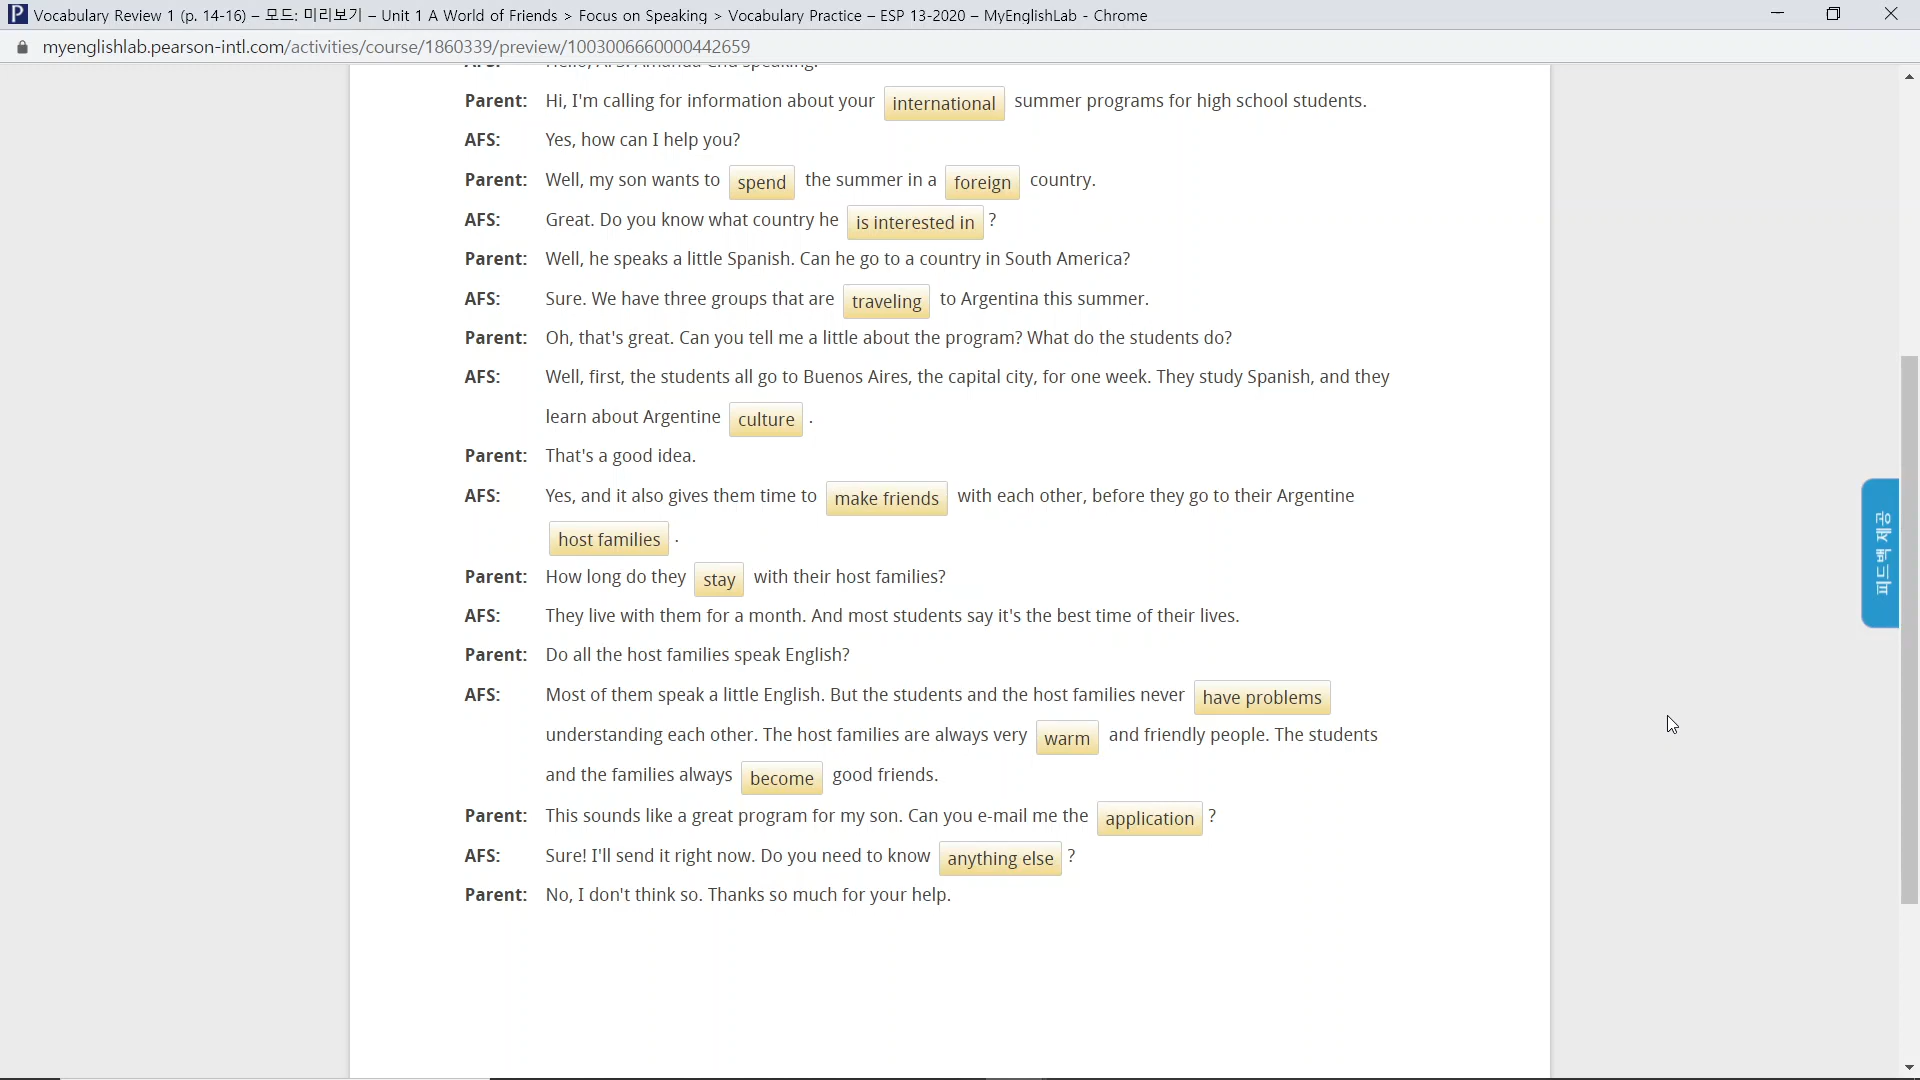 Vocabulary Review 1 (p. 14-16) – 모드: 미리보기 – Unit 1 A World of Friends > Focus on Speaking > Vocabulary Practice – ESP 13-2020 – MyEnglishLab - Chrome
myenglishlab.pearson-intl.com/activities/course/1860339/preview/1003006660000442659
AFS: Hello, AFS. Amanda Chu speaking.
Parent: Hi, I'm calling for information about your international summer programs for high school students.
AFS: Yes, how can I help you?
Parent: Well, my son wants to spend the summer in a foreign country.
AFS: Great. Do you know what country he is interested in ?
Parent: Well, he speaks a little Spanish. Can he go to a country in South America?
AFS: Sure. We have three groups that are traveling to Argentina this summer.
Parent: Oh, that's great. Can you tell me a little about the program? What do the students do?
AFS: Well, first, the students all go to Buenos Aires, the capital city, for one week. They study Spanish, and they
learn about Argentine culture .
Parent: That's a good idea.
AFS: Yes, and it also gives them time to make friends with each other, before they go to their Argentine
host families .
Parent: How long do they stay with their host families?
AFS: They live with them for a month. And most students say it's the best time of their lives.
Parent: Do all the host families speak English?
AFS: Most of them speak a little English. But the students and the host families never have problems
understanding each other. The host families are always very warm and friendly people. The students
and the families always become good friends.
Parent: This sounds like a great program for my son. Can you e-mail me the application ?
AFS: Sure! I'll send it right now. Do you need to know anything else ?
Parent: No, I don't think so. Thanks so much for your help.
피드백 제공